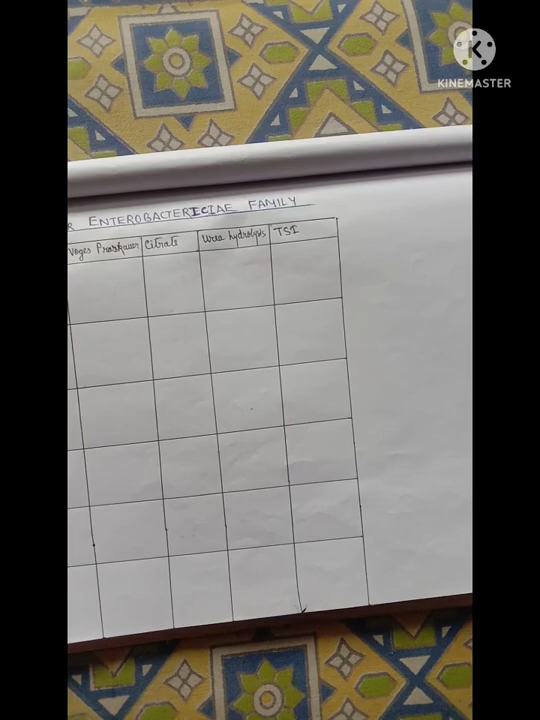 KINEMASTER
R ENTEROBACTERICIAE FAMILY
Voges Proskauer Citrate Urea hydrolysis TSI